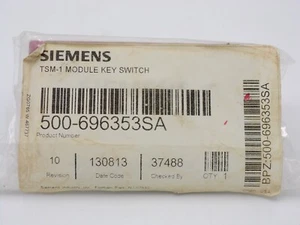 SIEMENS
TSM-1 MODULE KEY SWITCH
500-696353SA
Product Number
10 130813 37488 1
Revision Date Code Checked By QTY
BPZ:500-696353SA